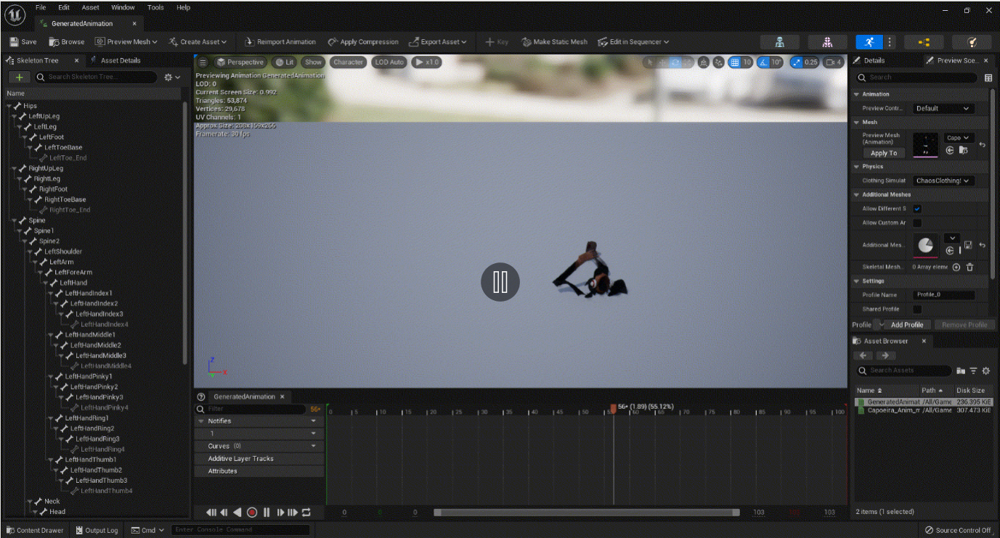 File Edit Asset Window Tools Help
GeneratedAnimation
Save Browse Preview Mesh Create Asset Reimport Animation Apply Compression Export Asset Key Make Static Mesh Edit in Sequencer
Skeleton Tree Asset Details
Search Skeleton Tree...
Name
Hips
LeftUpLeg
LeftLeg
LeftFoot
LeftToeBase
LeftToe_End
RightUpLeg
RightLeg
RightFoot
RightToeBase
RightToe_End
Spine
Spine1
Spine2
LeftShoulder
LeftArm
LeftForeArm
LeftHand
LeftHandIndex1
LeftHandIndex2
LeftHandIndex3
LeftHandIndex4
LeftHandMiddle1
LeftHandMiddle2
LeftHandMiddle3
LeftHandMiddle4
LeftHandPinky1
LeftHandPinky2
LeftHandPinky3
LeftHandPinky4
LeftHandRing1
LeftHandRing2
LeftHandRing3
LeftHandRing4
LeftHandThumb1
LeftHandThumb2
LeftHandThumb3
LeftHandThumb4
Neck
Head
Perspective Lit Show Character LOD Auto x1.0 10 10° 0.25 4
Previewing Animation GeneratedAnimation
LOD: 0
Current Screen Size: 0.992
Triangles: 53,874
Vertices: 29,678
UV Channels: 1
Approx Size: 208x159x266
Framerate: 30 fps
Z
X
Y
GeneratedAnimation
Filter 56*
Notifies
1
Curves (0)
Additive Layer Tracks
Attributes
56* (1.89) (55.12%)
0 5 10 15 20 25 30 35 40 45 50 60 65 70 75 80 85 90 95 100
0 0 0 103 103
Details Preview Sce...
Search
Animation
Preview Contr... Default
Mesh
Preview Mesh
(Animation)
Capo
Apply To
Physics
Clothing Simulat ChaosClothing
Additional Meshes
Allow Different S
Allow Custom Ar
Additional Mes...
Skeletal Mesh... 0 Array eleme
Settings
Profile Name Profile_0
Shared Profile
Profile Add Profile Remove Profile
Asset Browser
Search Assets
Name Path Disk Size
GeneratedAnimat /All/Game 236.395 KiB
Capoeira_Anim_m /All/Game 307.473 KiB
2 items (1 selected)
Content Drawer Output Log Cmd Enter Console Command Source Control Off